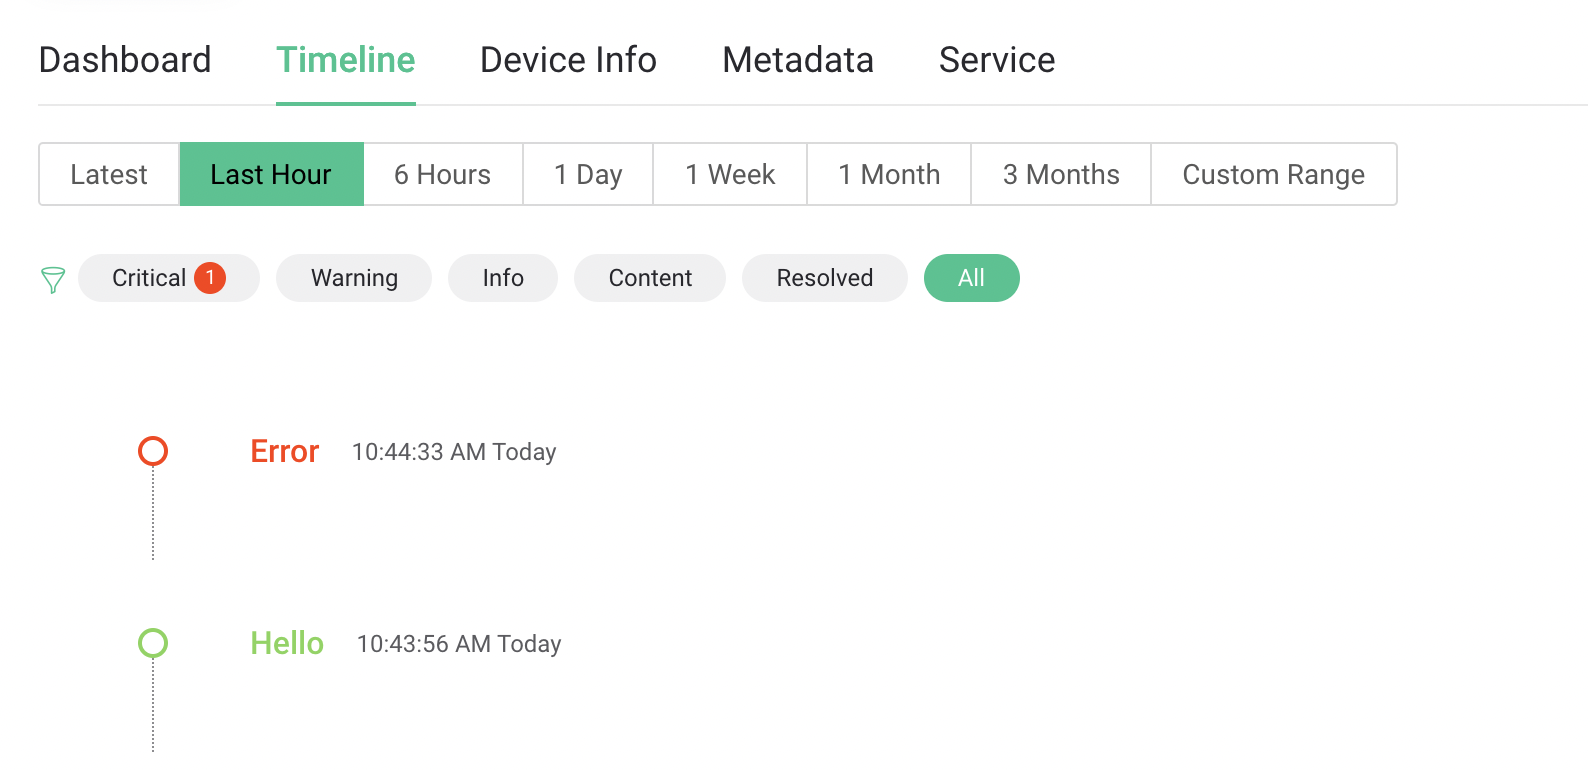 Dashboard Timeline Device Info Metadata Service
Latest Last Hour 6 Hours 1 Day 1 Week 1 Month 3 Months Custom Range
Critical 1 Warning Info Content Resolved All
Error 10:44:33 AM Today
Hello 10:43:56 AM Today